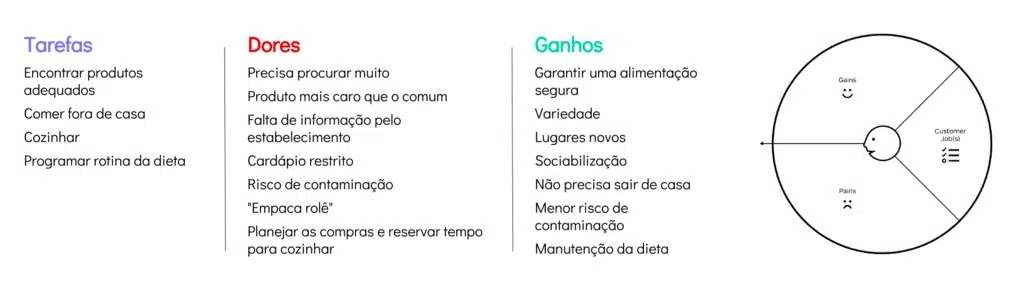 Tarefas
Encontrar produtos
adequados
Comer fora de casa
Cozinhar
Programar rotina da dieta
Dores
Precisa procurar muito
Produto mais caro que o comum
Falta de informação pelo
estabelecimento
Cardápio restrito
Risco de contaminação
"Empaca rolê"
Planejar as compras e reservar tempo
para cozinhar
Ganhos
Garantir uma alimentação
segura
Variedade
Lugares novos
Sociabilização
Não precisa sair de casa
Menor risco de
contaminação
Manutenção da dieta
Gains
Customer
Job(s)
Pains